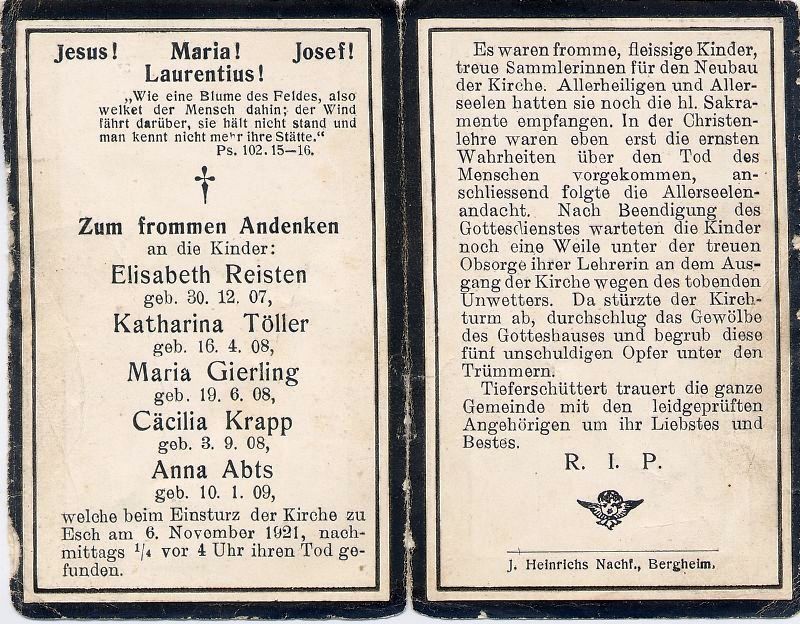 Jesus! Maria! Josef!
Laurentius!
„Wie eine Blume des Feldes, also
welket der Mensch dahin; der Wind
fährt darüber, sie hält nicht stand und
man kennt nicht mehr ihre Stätte.“
Ps. 102. 15—16.
Zum frommen Andenken
an die Kinder:
Elisabeth Reisten
geb. 30. 12. 07,
Katharina Töller
geb. 16. 4. 08,
Maria Gierling
geb. 19. 6. 08,
Cäcilia Krapp
geb. 3. 9. 08,
Anna Abts
geb. 10. 1. 09,
welche beim Einsturz der Kirche zu
Esch am 6. November 1921, nach-
mittags ¼ vor 4 Uhr ihren Tod ge-
funden.
Es waren fromme, fleissige Kinder,
treue Sammlerinnen für den Neubau
der Kirche. Allerheiligen und Aller-
seelen hatten sie noch die hl. Sakra-
mente empfangen. In der Christen-
lehre waren eben erst die ernsten
Wahrheiten über den Tod des
Menschen vorgekommen, an-
schliessend folgte die Allerseelen-
andacht. Nach Beendigung des
Gottesdienstes warteten die Kinder
noch eine Weile unter der treuen
Obsorge ihrer Lehrerin an dem Aus-
gang der Kirche wegen des tobenden
Unwetters. Da stürzte der Kirch-
turm ab, durchschlug das Gewölbe
des Gotteshauses und begrub diese
fünf unschuldigen Opfer unter den
Trümmern.
Tieferschüttert trauert die ganze
Gemeinde mit den leidgeprüften
Angehörigen um ihr Liebstes und
Bestes.
R. I. P.
J. Heinrichs Nachf., Bergheim.